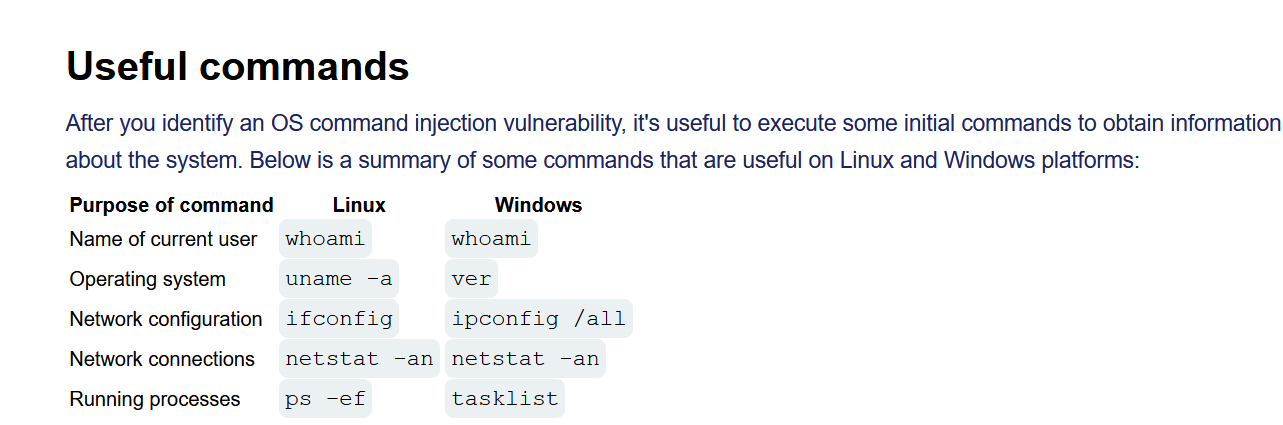 Useful commands
After you identify an OS command injection vulnerability, it's useful to execute some initial commands to obtain information
about the system. Below is a summary of some commands that are useful on Linux and Windows platforms:
Purpose of command Linux Windows
Name of current user whoami whoami
Operating system uname -a ver
Network configuration ifconfig ipconfig /all
Network connections netstat -an netstat -an
Running processes ps -ef tasklist